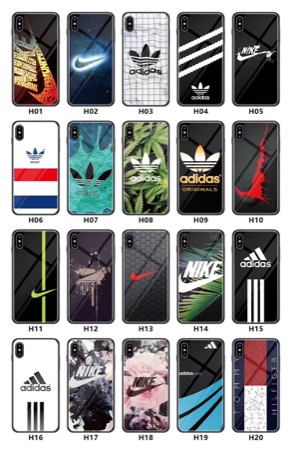 H01
H02
adidas
H03
adidas
H04
NIKE
H05
H06
adidas
H07
adidas
H08
adidas
ORIGINALS
H09
H10
H11
H12
H13
NIKE
H14
adidas
H15
adidas
H16
NIKE
H17
NIKE
H18
H19
TOMMY
HILFIGER
H20